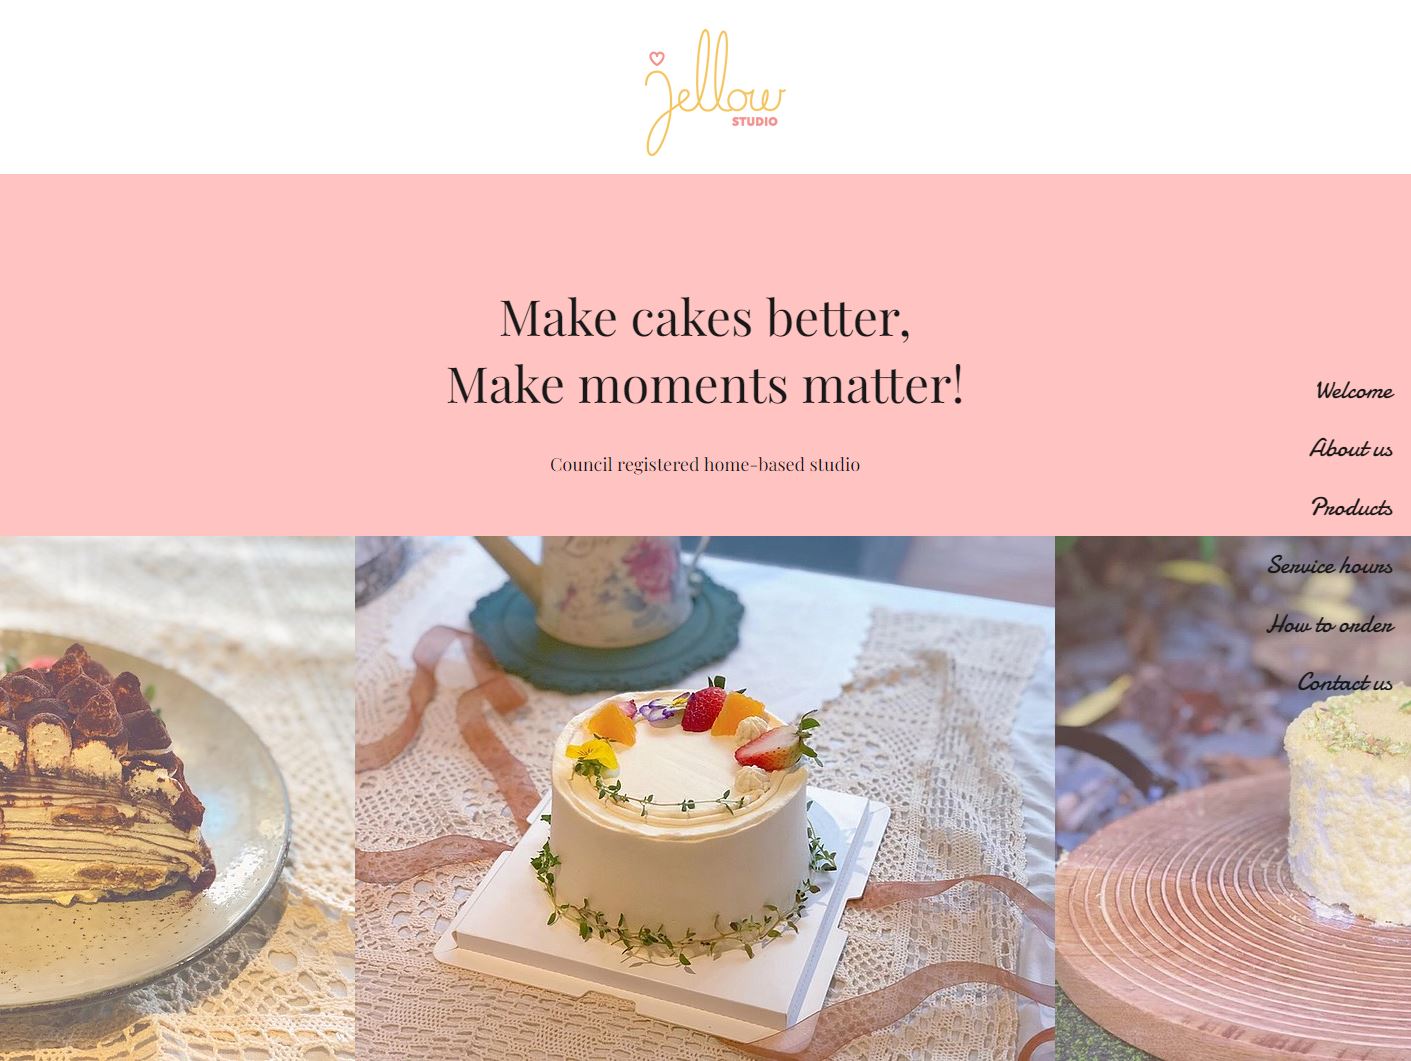 jellow
STUDIO
Make cakes better,
Make moments matter!
Council registered home-based studio
Welcome
About us
Products
Service hours
How to order
Contact us